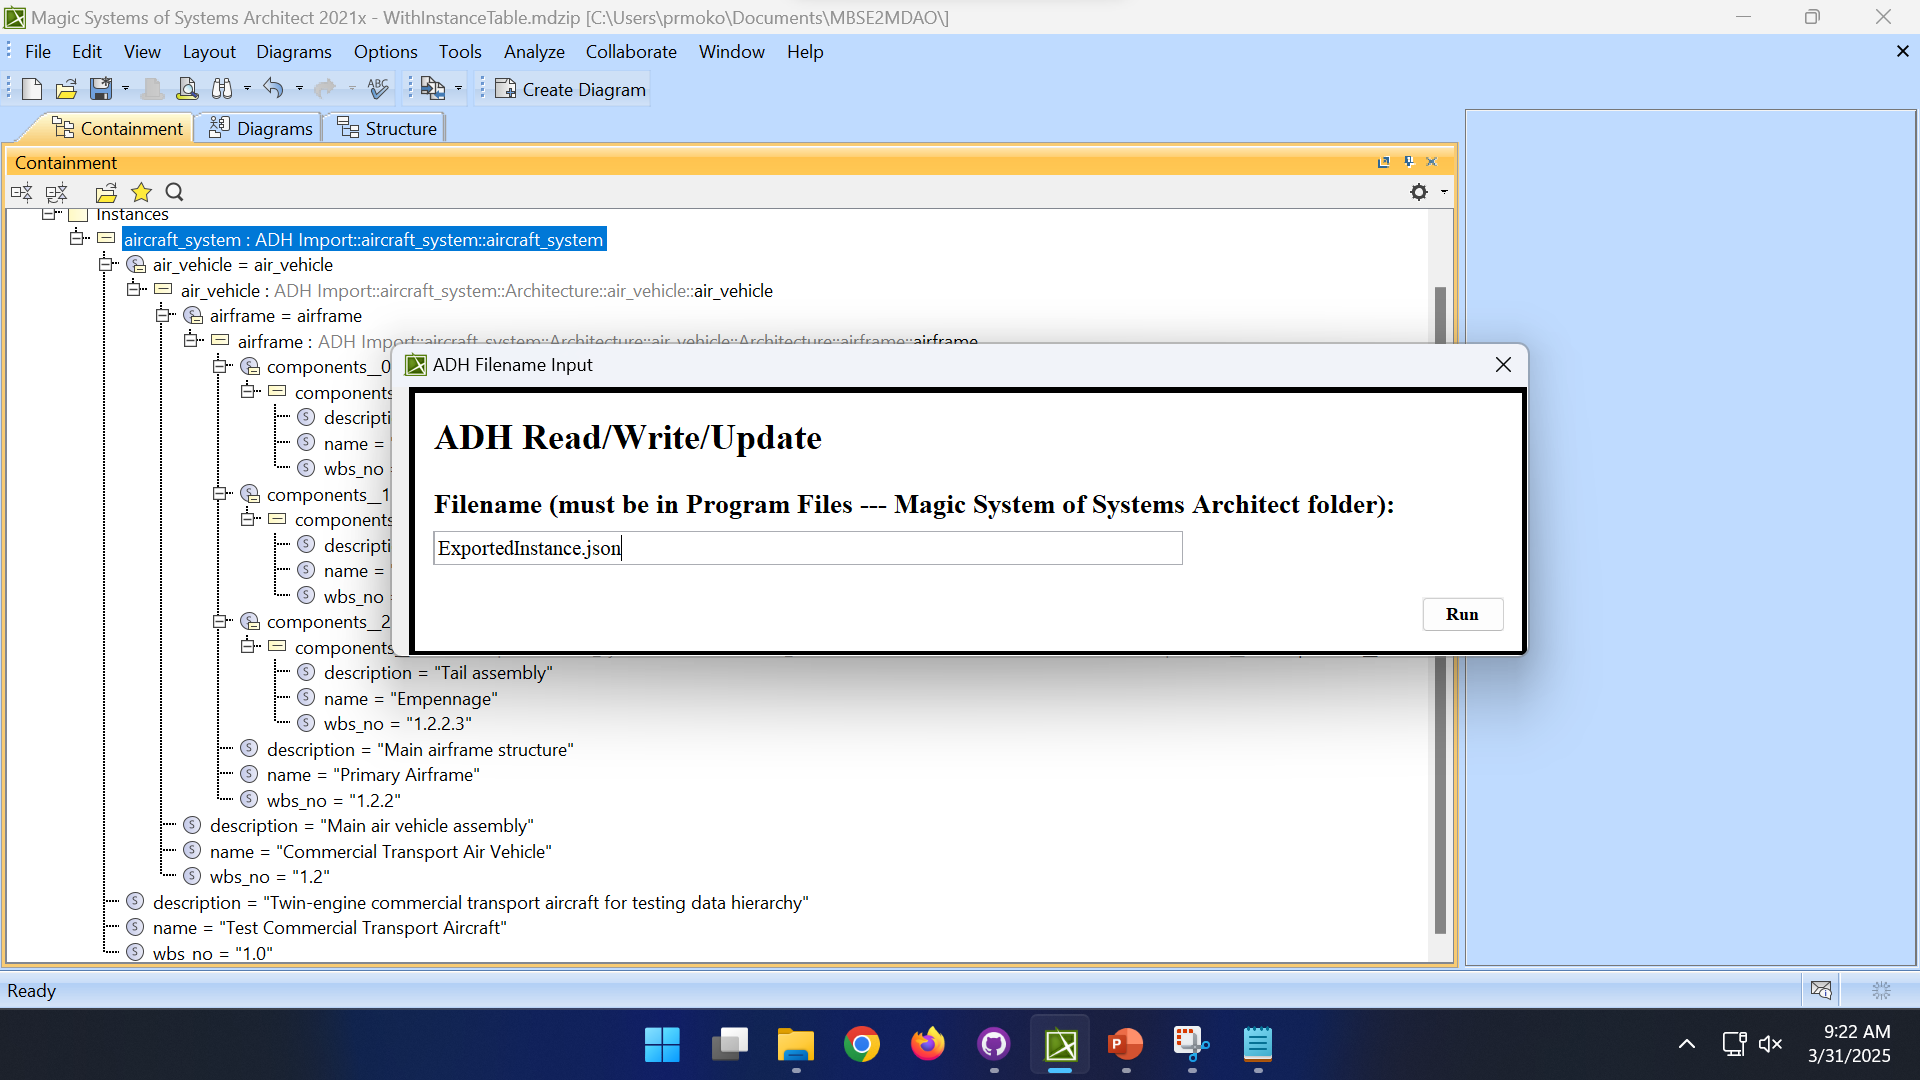 Magic Systems of Systems Architect 2021x - WithInstanceTable.mdzip [C:\Users\prmoko\Documents\MBSE2MDAO\]
File Edit View Layout Diagrams Options Tools Analyze Collaborate Window Help
ABC Create Diagram
Containment Diagrams Structure
Containment
Instances
aircraft_system : ADH Import::aircraft_system::aircraft_system
S air_vehicle = air_vehicle
air_vehicle : ADH Import::aircraft_system::Architecture::air_vehicle::air_vehicle
S airframe = airframe
airframe : ADH Import::aircraft_system::Architecture::air_vehicle::Architecture::airframe::airframe
S components__0
components
S descripti
S name =
S wbs_no
S components__1
components
S descripti
S name =
S wbs_no
S components__2
components
S description = "Tail assembly"
S name = "Empennage"
S wbs_no = "1.2.2.3"
S description = "Main airframe structure"
S name = "Primary Airframe"
S wbs_no = "1.2.2"
S description = "Main air vehicle assembly"
S name = "Commercial Transport Air Vehicle"
S wbs_no = "1.2"
S description = "Twin-engine commercial transport aircraft for testing data hierarchy"
S name = "Test Commercial Transport Aircraft"
S wbs_no = "1.0"
ADH Filename Input
ADH Read/Write/Update
Filename (must be in Program Files --- Magic System of Systems Architect folder):
ExportedInstance.json
Run
Ready
P
9:22 AM
3/31/2025